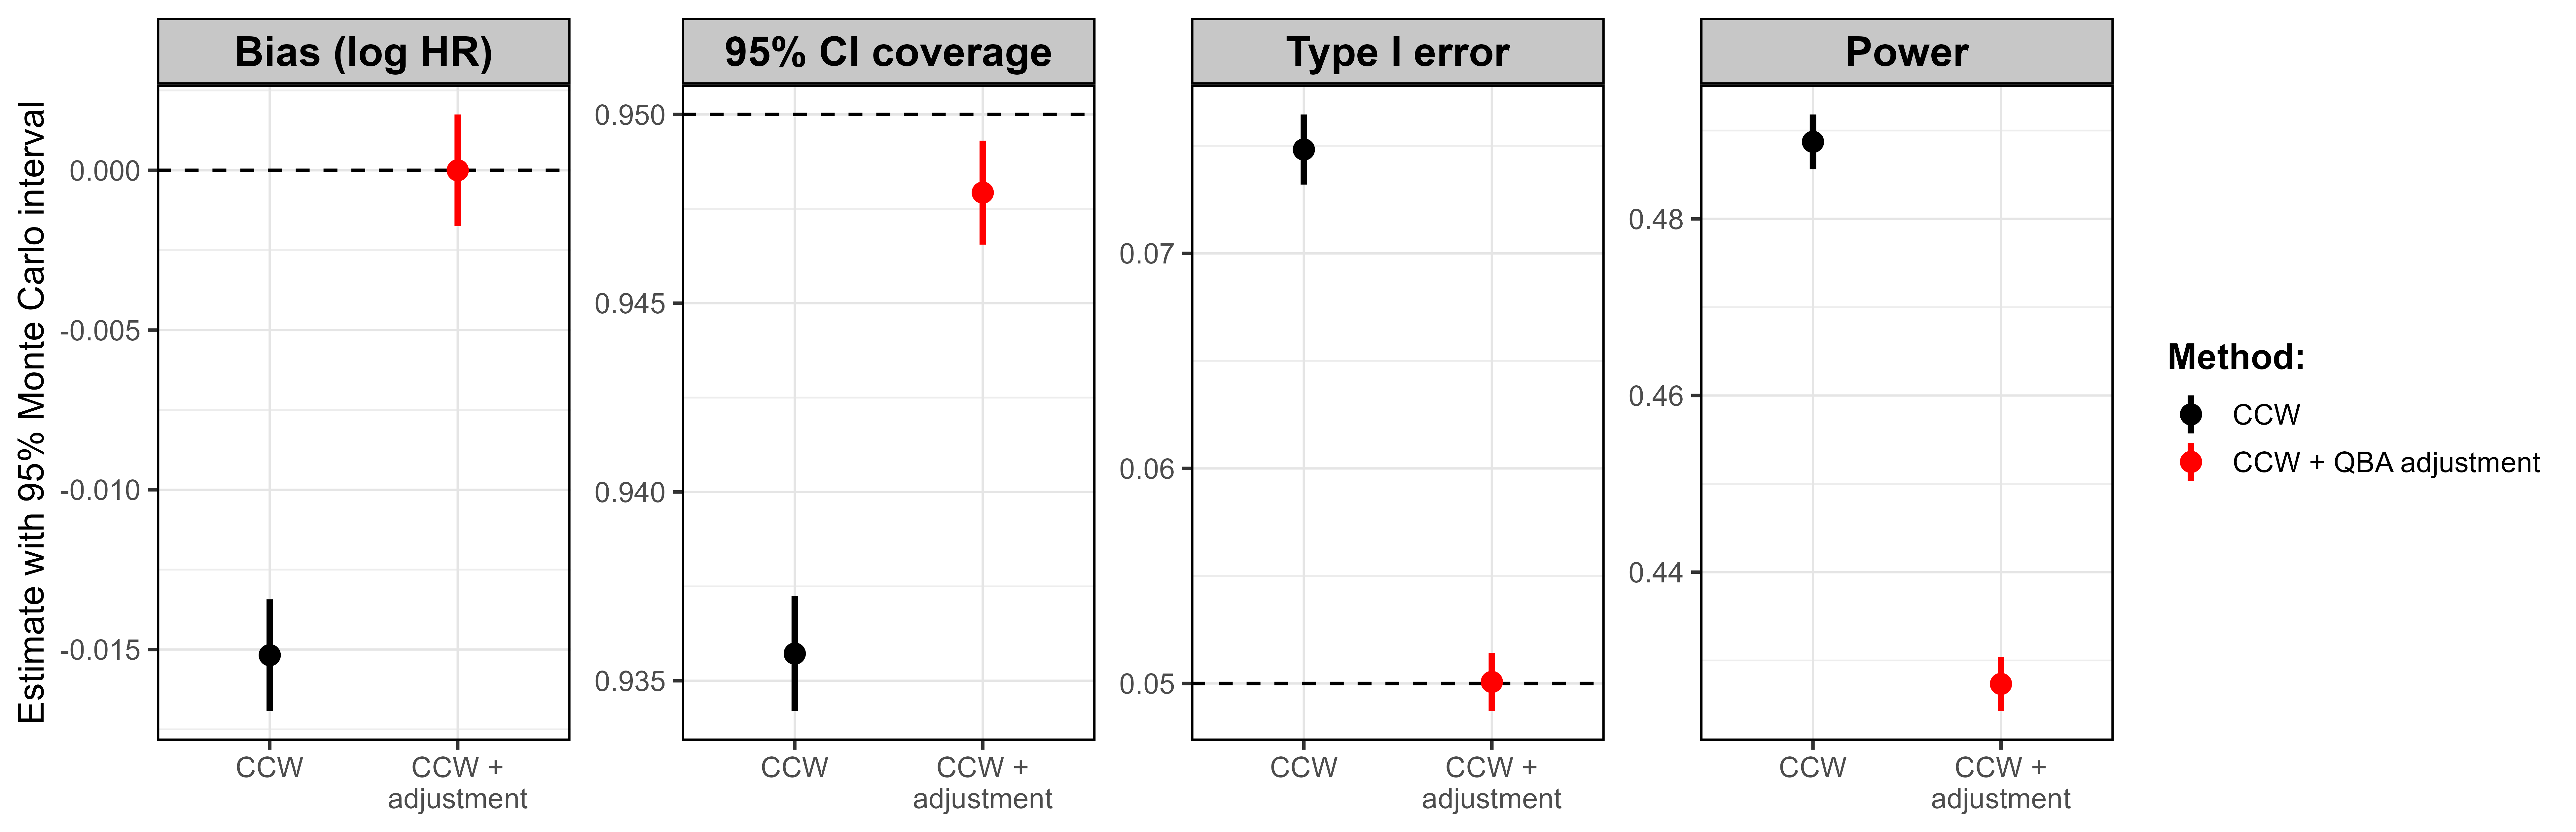 Bias (log HR)
95% CI coverage
Type I error
Power
Estimate with 95% Monte Carlo interval
0.000
-0.005
-0.010
-0.015
CCW
CCW +
adjustment
0.950
0.945
0.940
0.935
CCW
CCW +
adjustment
0.07
0.06
0.05
CCW
CCW +
adjustment
0.48
0.46
0.44
CCW
CCW +
adjustment
Method:
CCW
CCW + QBA adjustment